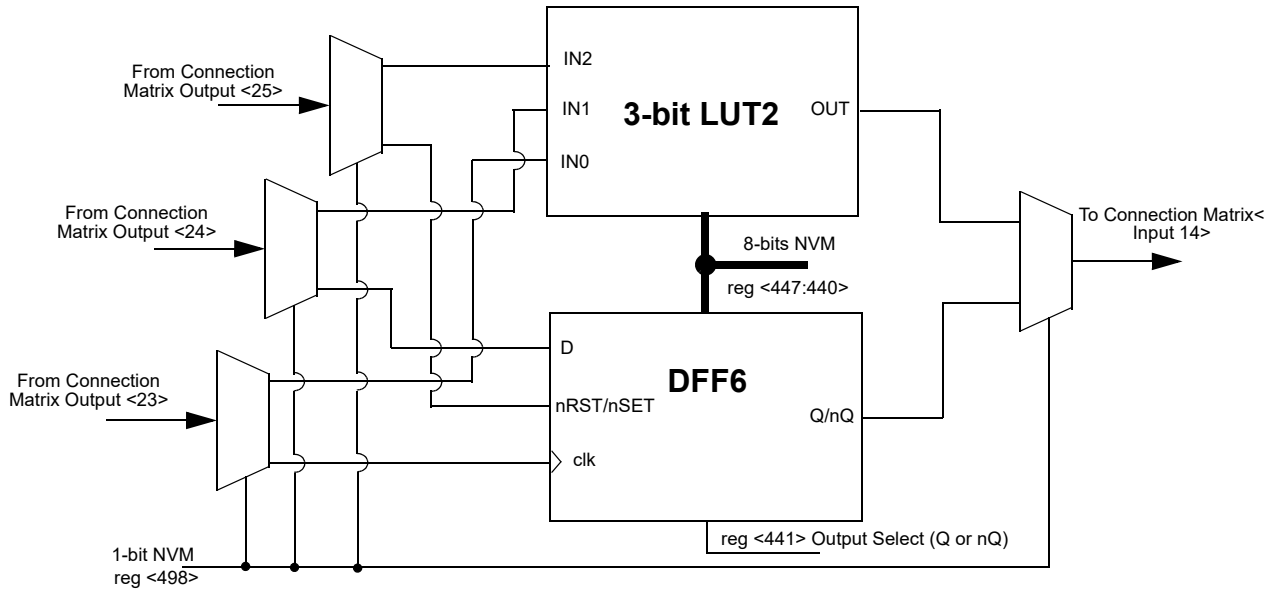 From Connection
Matrix Output <25>
IN2
IN1
IN0
3-bit LUT2
OUT
From Connection
Matrix Output <24>
To Connection Matrix<
Input 14>
8-bits NVM
reg <447:440>
From Connection
Matrix Output <23>
D
nRST/nSET
clk
DFF6
Q/nQ
reg <441> Output Select (Q or nQ)
1-bit NVM
reg <498>